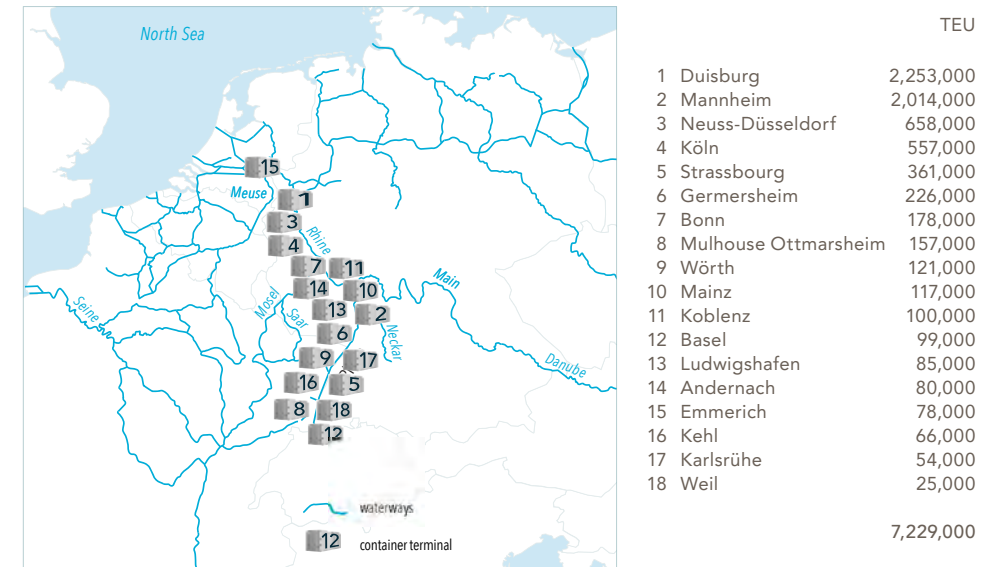 North Sea
15
Meuse
1
3
Rhine
4
7
11
Main
14
10
Mosel
Seine
13
2
Saar
6
Neckar
9
17
Danube
16
5
8
18
12
waterways
12
container terminal
TEU
1 Duisburg 2,253,000
2 Mannheim 2,014,000
3 Neuss-Düsseldorf 658,000
4 Köln 557,000
5 Strassbourg 361,000
6 Germersheim 226,000
7 Bonn 178,000
8 Mulhouse Ottmarsheim 157,000
9 Wörth 121,000
10 Mainz 117,000
11 Koblenz 100,000
12 Basel 99,000
13 Ludwigshafen 85,000
14 Andernach 80,000
15 Emmerich 78,000
16 Kehl 66,000
17 Karlsrühe 54,000
18 Weil 25,000
7,229,000